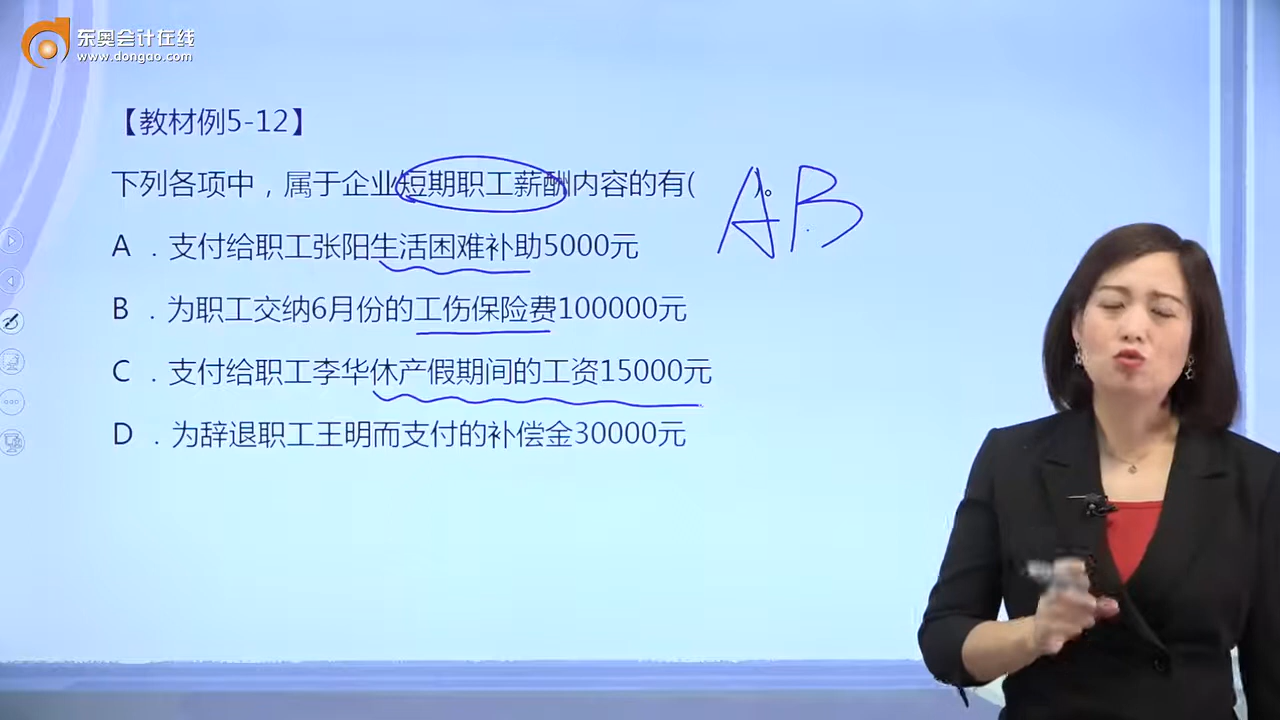 东奥会计在线
www.dongao.com
【教材例5-12】
下列各项中，属于企业短期职工薪酬内容的有( )。 AB
A．支付给职工张阳生活困难补助5000元
B．为职工交纳6月份的工伤保险费100000元
C．支付给职工李华休产假期间的工资15000元
D．为辞退职工王明而支付的补偿金30000元